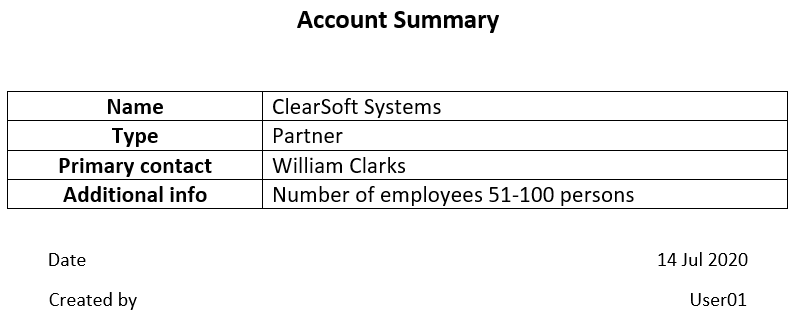 Account Summary
Name ClearSoft Systems
Type Partner
Primary contact William Clarks
Additional info Number of employees 51-100 persons
Date 14 Jul 2020
Created by User01